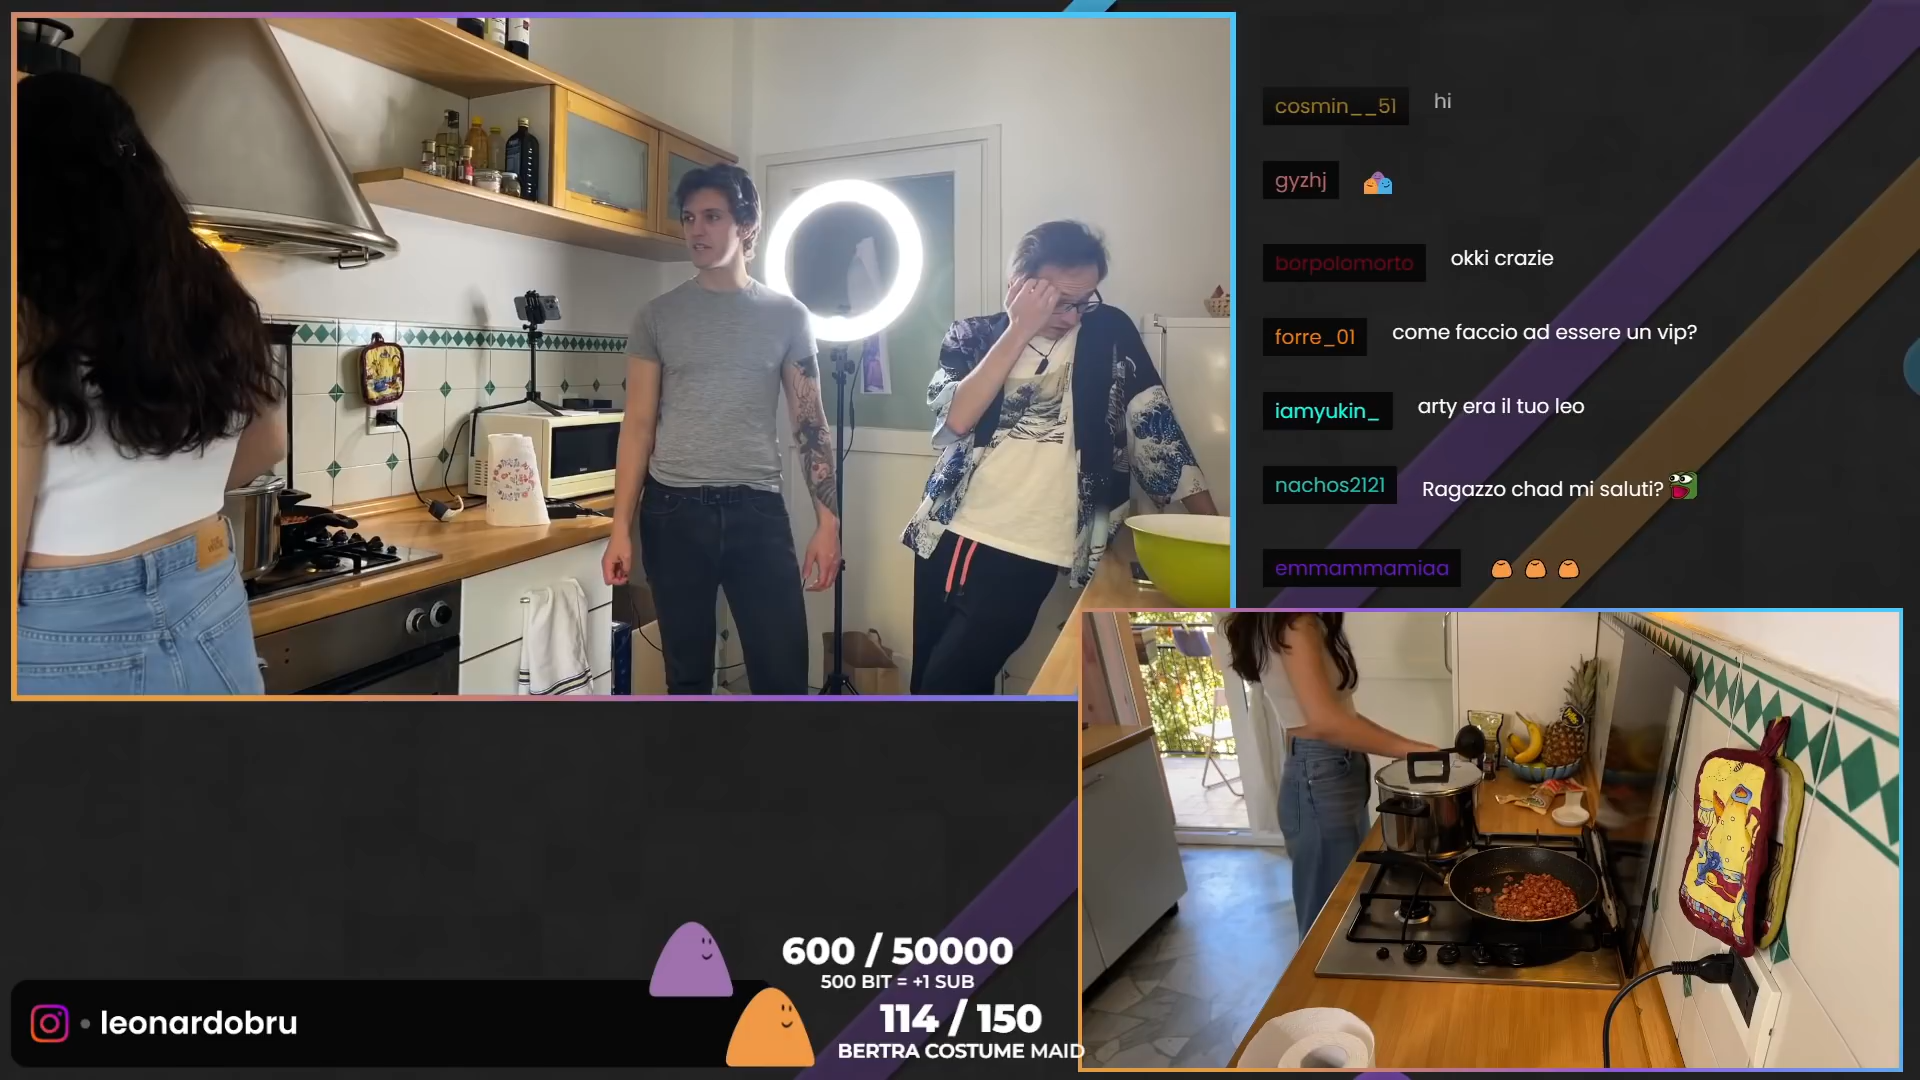 cosmin__51 hi
gyzhj
borpolomorto okki crazie
forre_01 come faccio ad essere un vip?
iamyukin_ arty era il tuo leo
nachos2121 Ragazzo chad mi saluti?
emmammamiaa
600 / 50000
500 BIT = +1 SUB
114 / 150
BERTRA COSTUME MAID
leonardobru